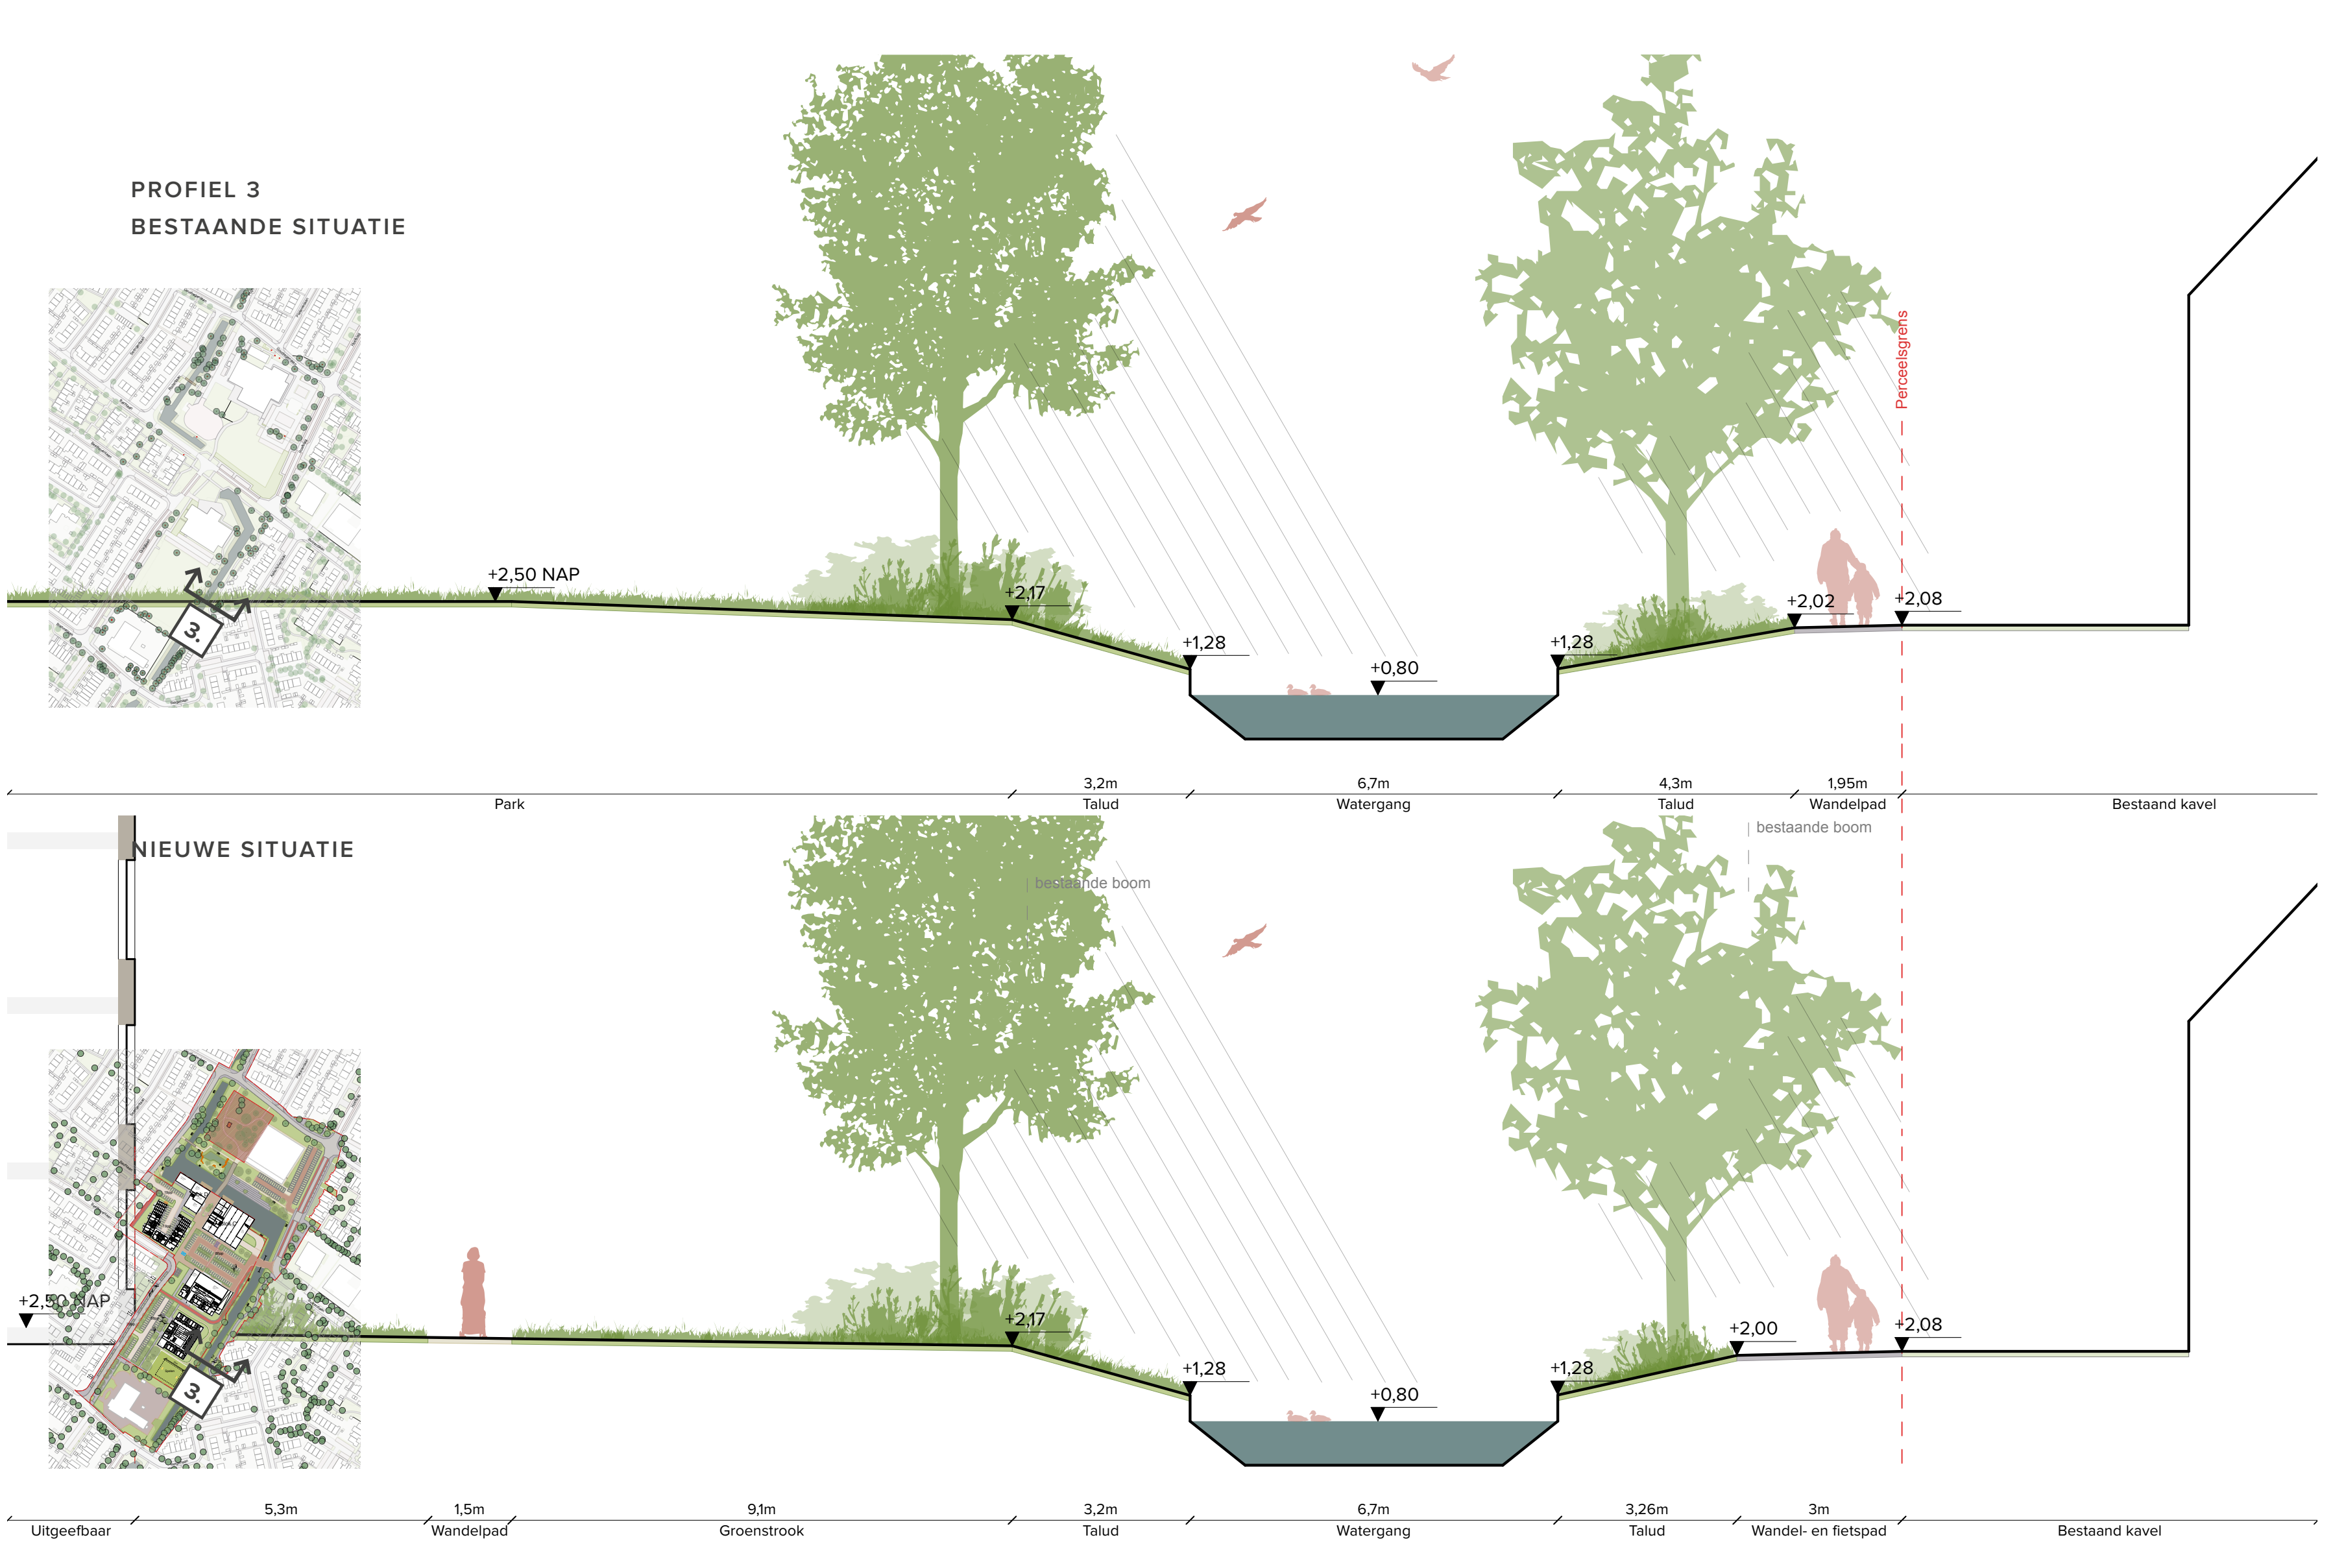 PROFIEL 3
BESTAANDE SITUATIE
Perceelsgrens
+2,50 NAP
+2,17
+1,28
+0,80
+1,28
+2,02
+2,08
3.
3,2m
6,7m
4,3m
1,95m
Park
Talud
Watergang
Talud
Wandelpad
Bestaand kavel
NIEUWE SITUATIE
bestaande boom
bestaande boom
+2,50 NAP
+2,17
+1,28
+0,80
+1,28
+2,00
+2,08
3.
5,3m
1,5m
9,1m
3,2m
6,7m
3,26m
3m
Uitgeefbaar
Wandelpad
Groenstrook
Talud
Watergang
Talud
Wandel- en fietspad
Bestaand kavel